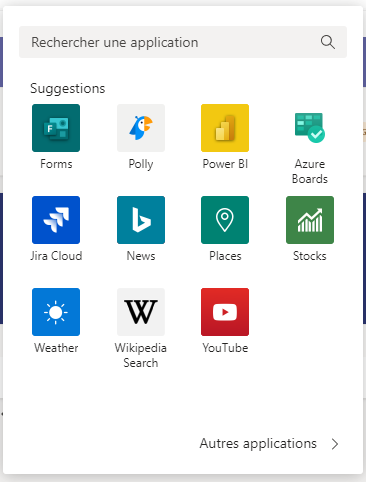 Rechercher une application
Suggestions
Forms
Polly
Power BI
Azure
Boards
Jira Cloud
News
Places
Stocks
Weather
Wikipedia
Search
YouTube
Autres applications